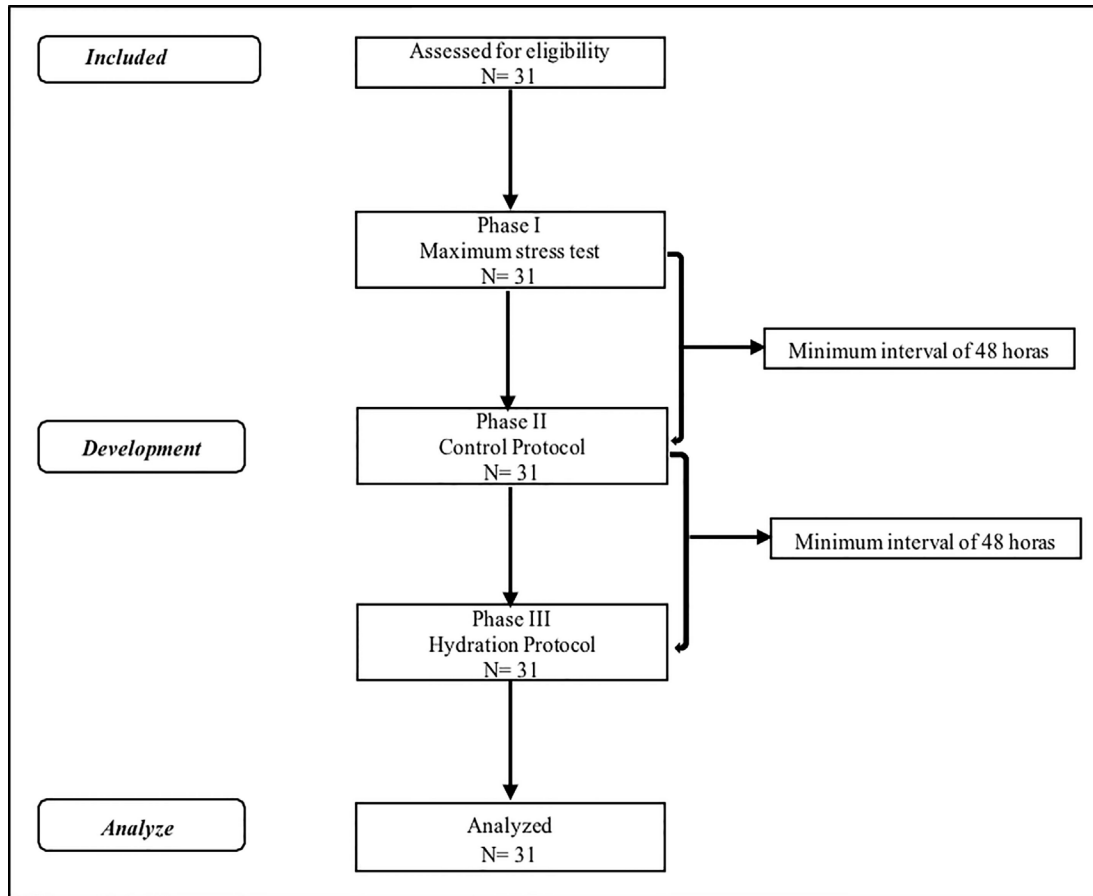 Included
Assessed for eligibility
N= 31
Phase I
Maximum stress test
N= 31
Minimum interval of 48 horas
Development
Phase II
Control Protocol
N= 31
Minimum interval of 48 horas
Phase III
Hydration Protocol
N= 31
Analyze
Analyzed
N= 31